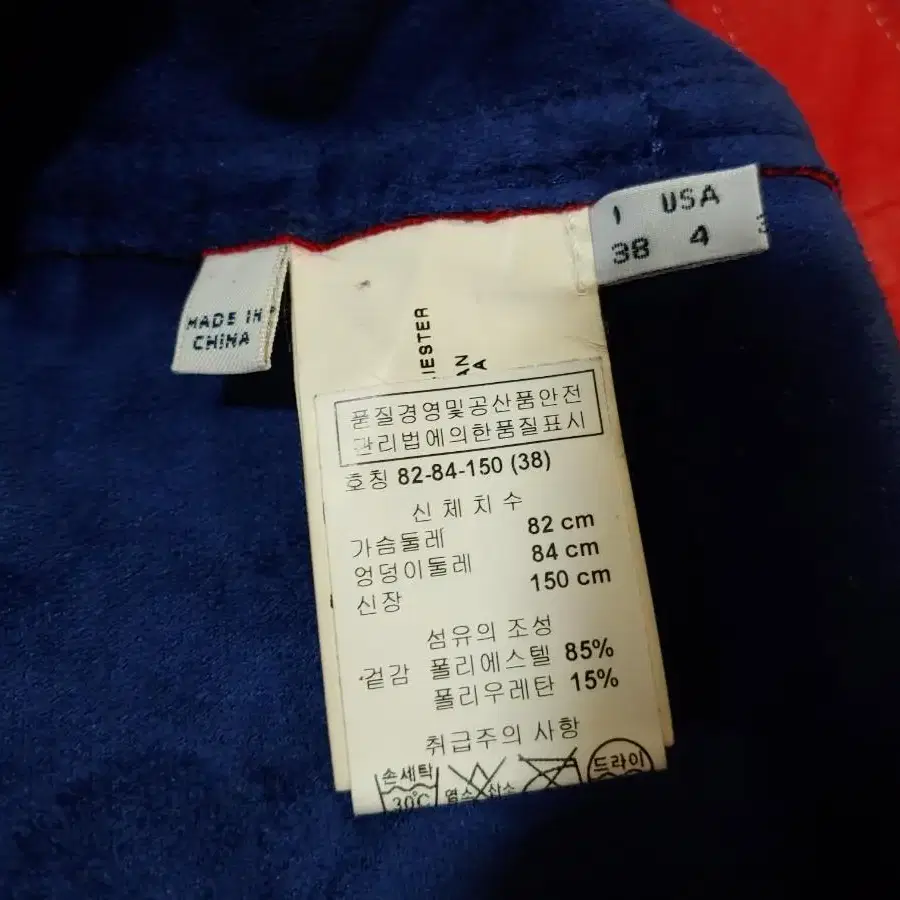 I USA
38 4
MADE IN
CHINA
품질경영및공산품안전
관리법에의한품질표시
호칭 82-84-150 (38)
신체치수
가슴둘레 82 cm
엉덩이둘레 84 cm
신장 150 cm
섬유의 조성
겉감 폴리에스텔 85%
폴리우레탄 15%
취급주의 사항
손세탁 드라이
30℃ 염소 산소